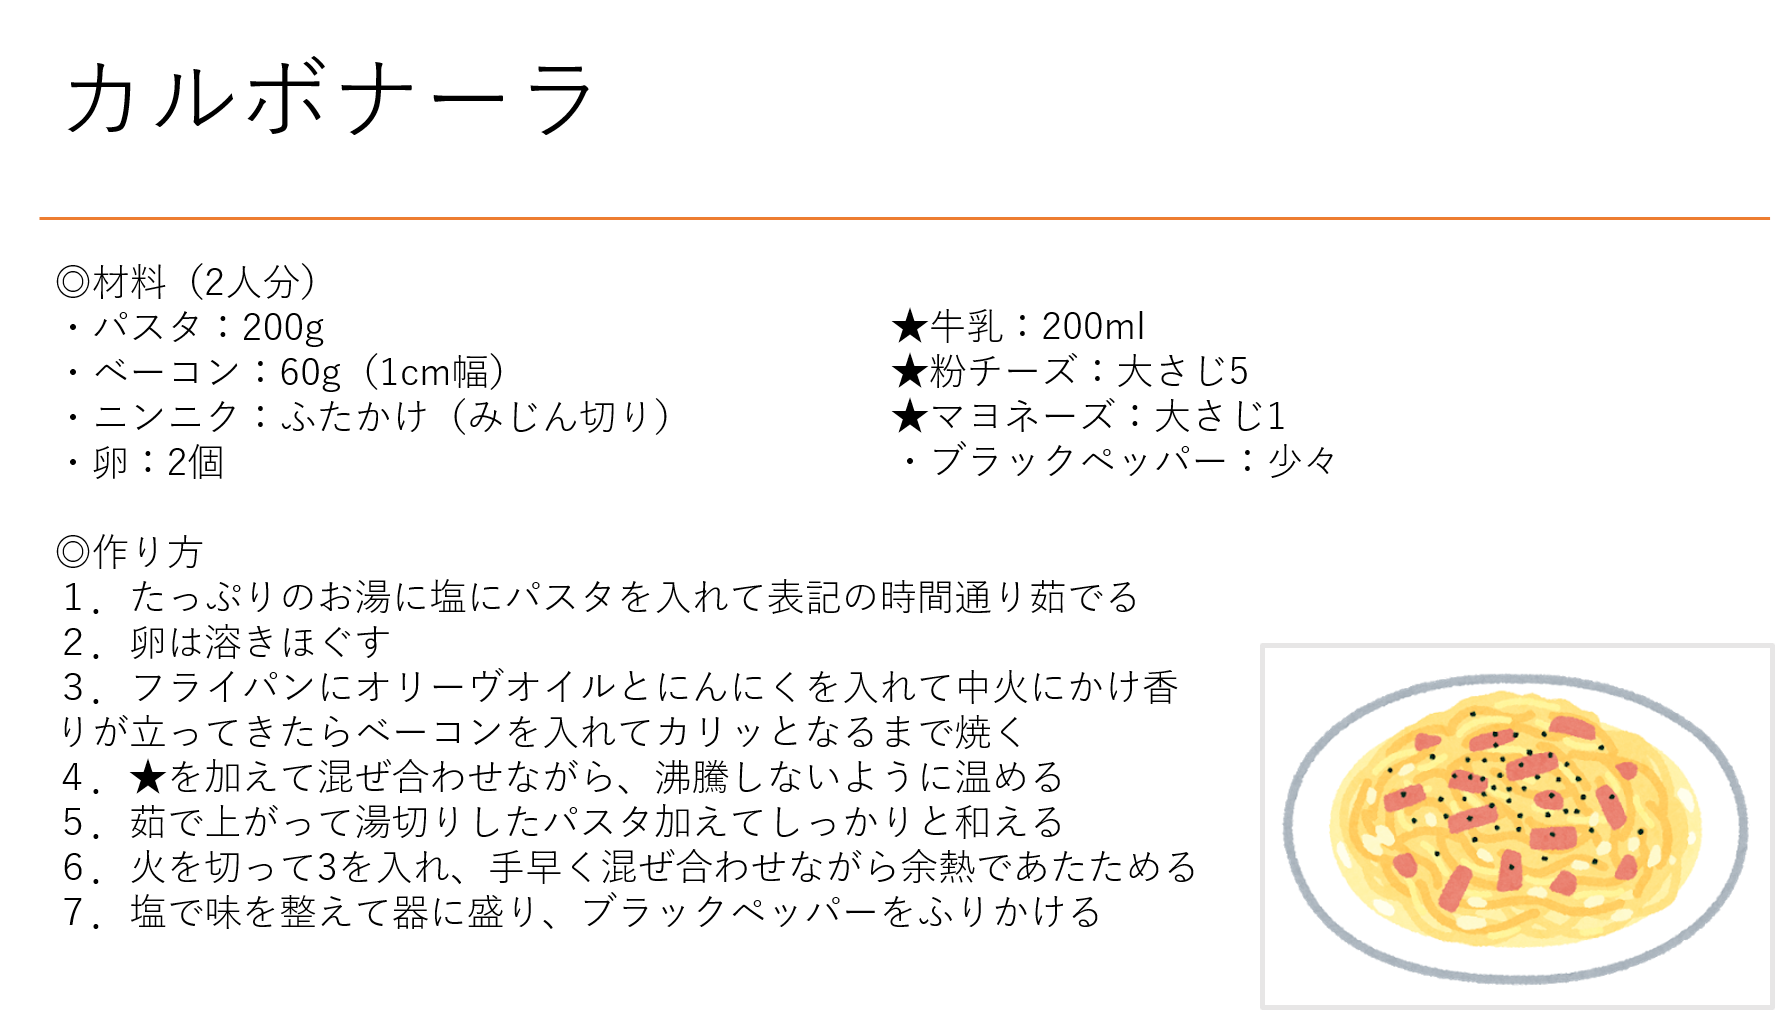 カルボナーラ
◎材料（2人分）
・パスタ：200g
・ベーコン：60g（1cm幅）
・ニンニク：ふたかけ（みじん切り）
・卵：2個
★牛乳：200ml
★粉チーズ：大さじ5
★マヨネーズ：大さじ1
・ブラックペッパー：少々
◎作り方
１．たっぷりのお湯に塩にパスタを入れて表記の時間通り茹でる
２．卵は溶きほぐす
３．フライパンにオリーヴオイルとにんにくを入れて中火にかけ香
りが立ってきたらベーコンを入れてカリッとなるまで焼く
４．★を加えて混ぜ合わせながら、沸騰しないように温める
５．茹で上がって湯切りしたパスタ加えてしっかりと和える
６．火を切って3を入れ、手早く混ぜ合わせながら余熱であたためる
７．塩で味を整えて器に盛り、ブラックペッパーをふりかける